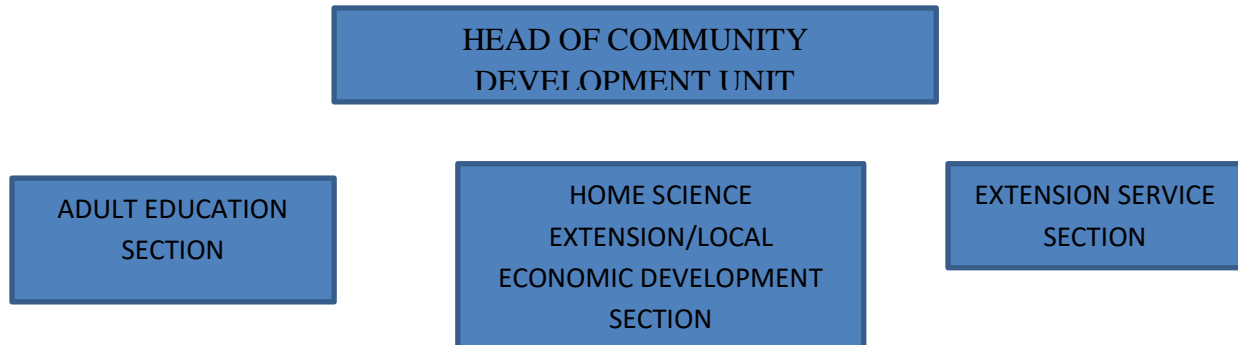 HEAD OF COMMUNITY
DEVELOPMENT UNIT
ADULT EDUCATION
SECTION
HOME SCIENCE
EXTENSION/LOCAL
ECONOMIC DEVELOPMENT
SECTION
EXTENSION SERVICE
SECTION